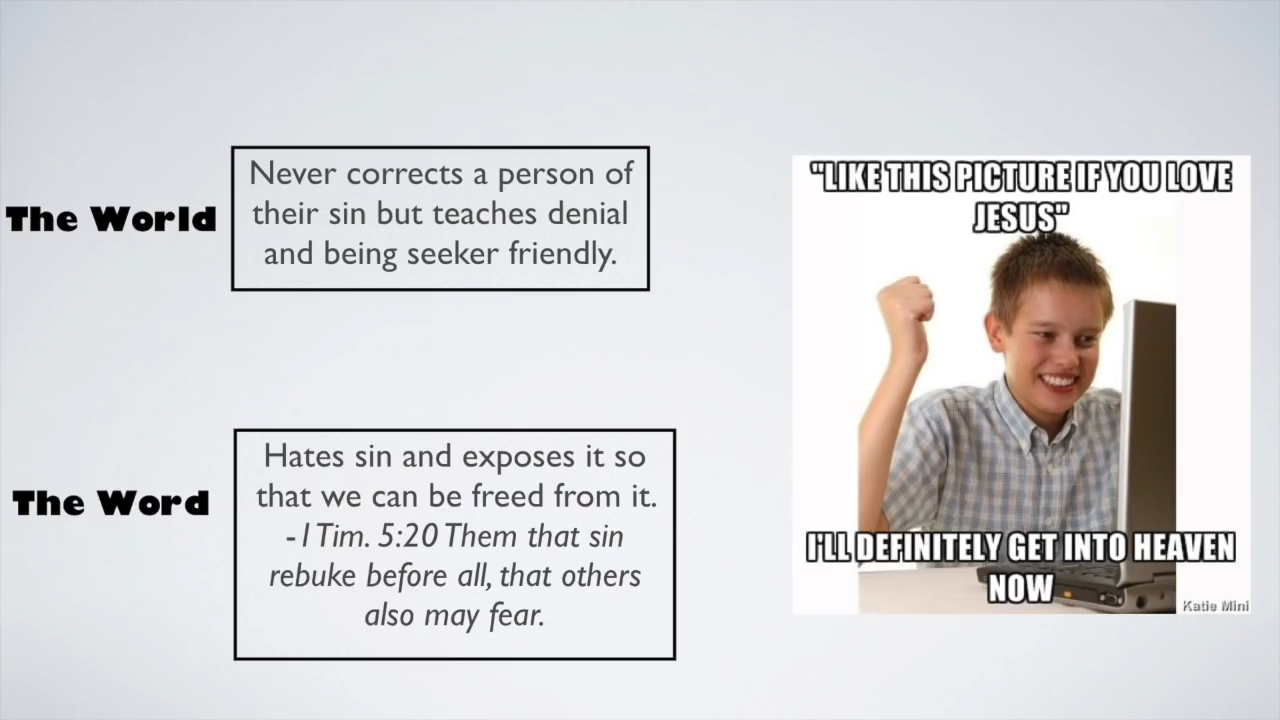 The World
Never corrects a person of
their sin but teaches denial
and being seeker friendly.
The Word
Hates sin and exposes it so
that we can be freed from it.
-1 Tim. 5:20 Them that sin
rebuke before all, that others
also may fear.
"LIKE THIS PICTURE IF YOU LOVE
JESUS"
I'LL DEFINITELY GET INTO HEAVEN
NOW
Katie Mini